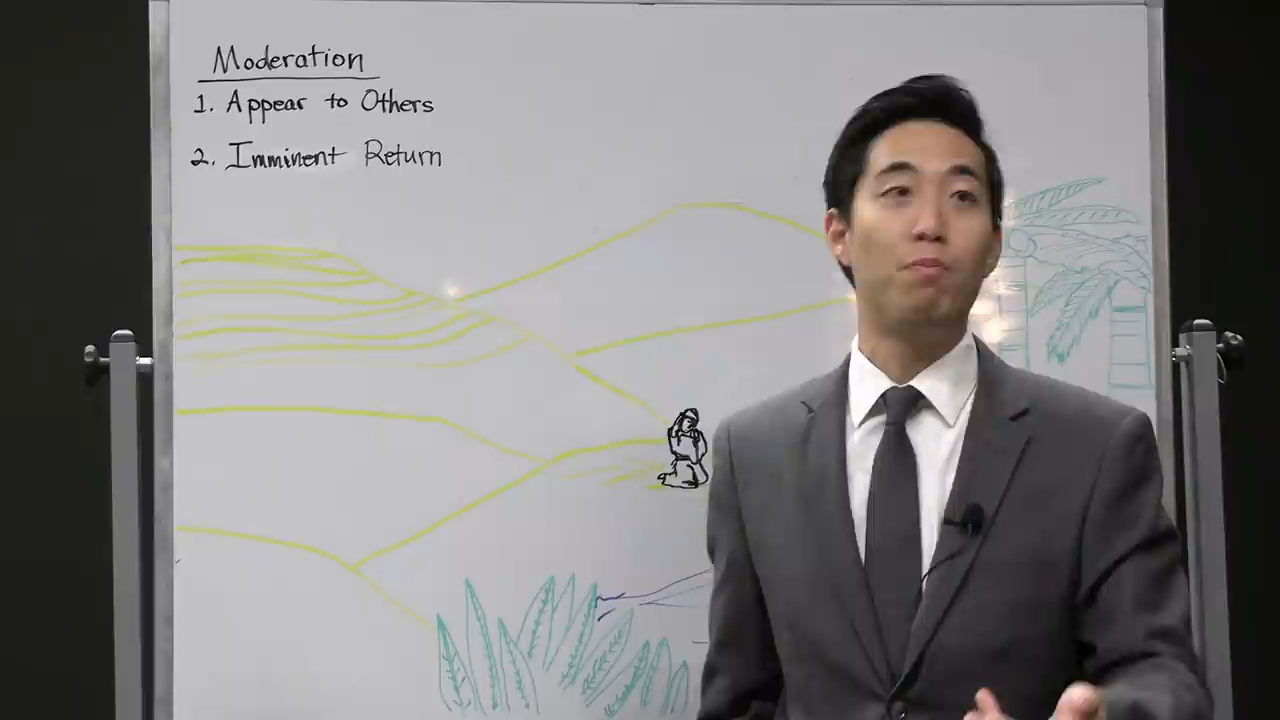 Moderation
1. Appear to Others
2. Imminent Return